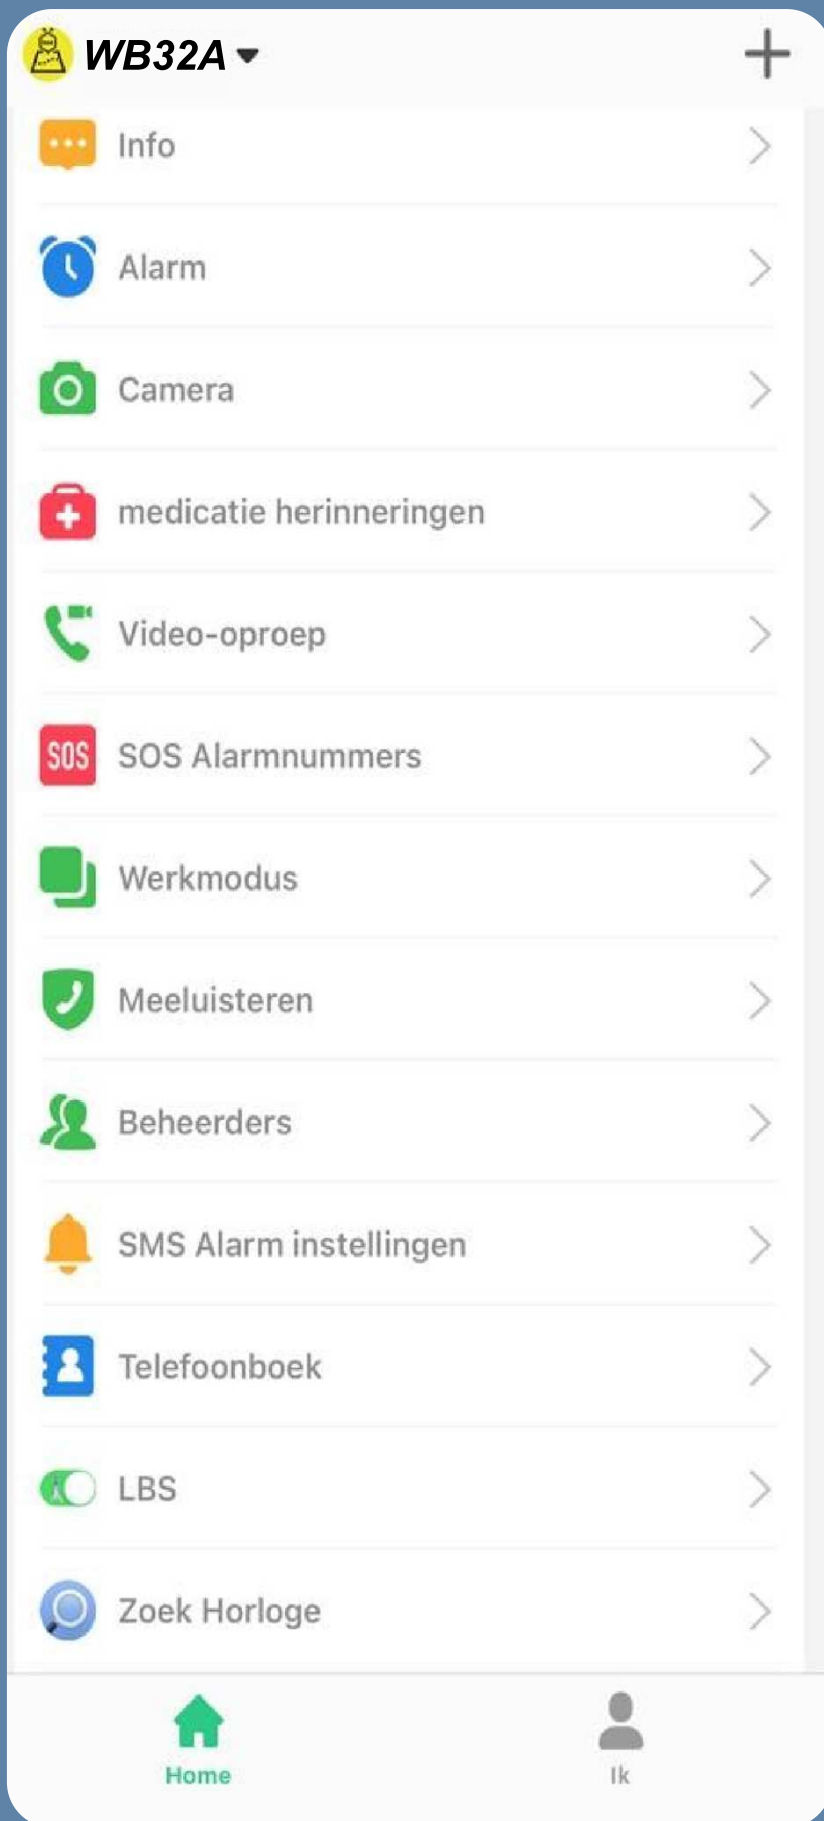 WB32A
Info
Alarm
Camera
medicatie herinneringen
Video-oproep
SOS SOS Alarmnummers
Werkmodus
Meeluisteren
Beheerders
SMS Alarm instellingen
Telefoonboek
LBS
Zoek Horloge
Home
Ik